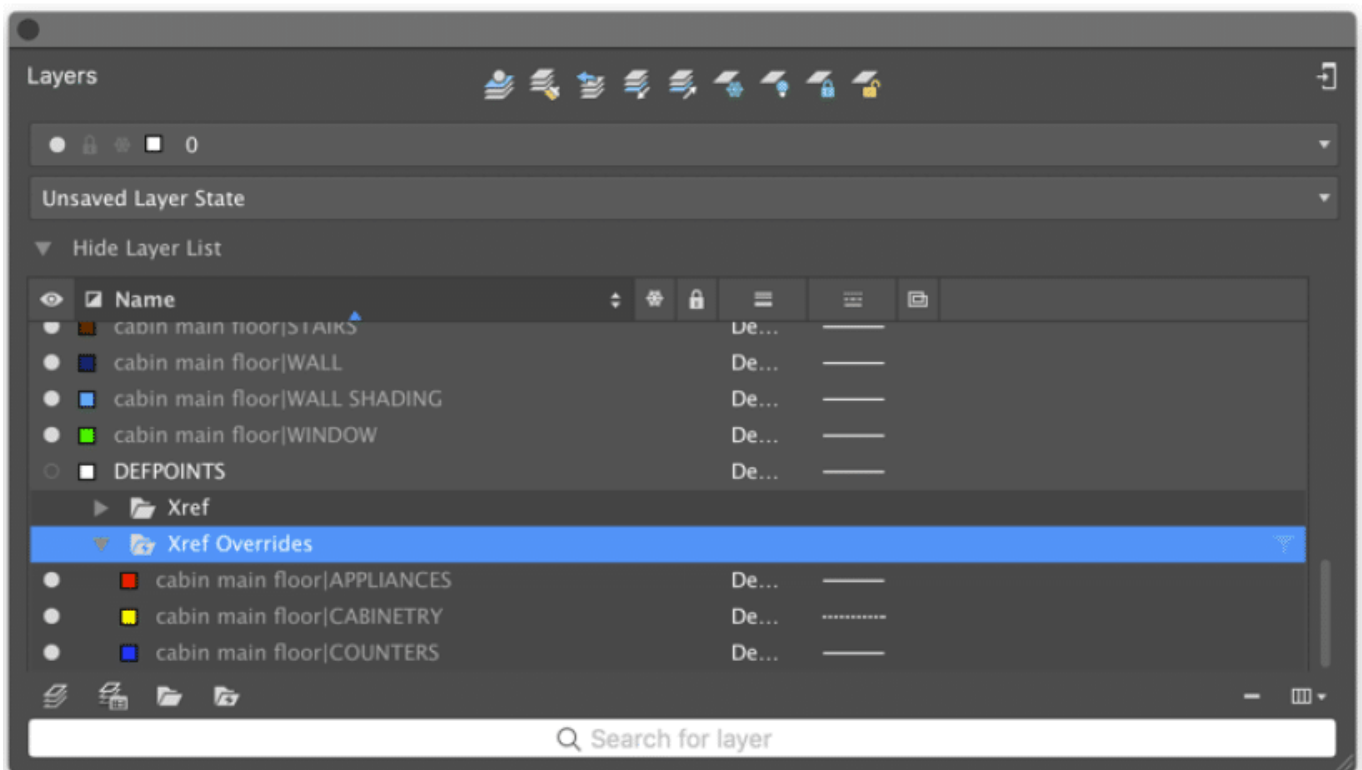 Layers
0
Unsaved Layer State
Hide Layer List
Name
cabin main floor|STAIRS De...
cabin main floor|WALL De...
cabin main floor|WALL SHADING De...
cabin main floor|WINDOW De...
DEFPOINTS De...
Xref
Xref Overrides
cabin main floor|APPLIANCES De...
cabin main floor|CABINETRY De...
cabin main floor|COUNTERS De...
Search for layer